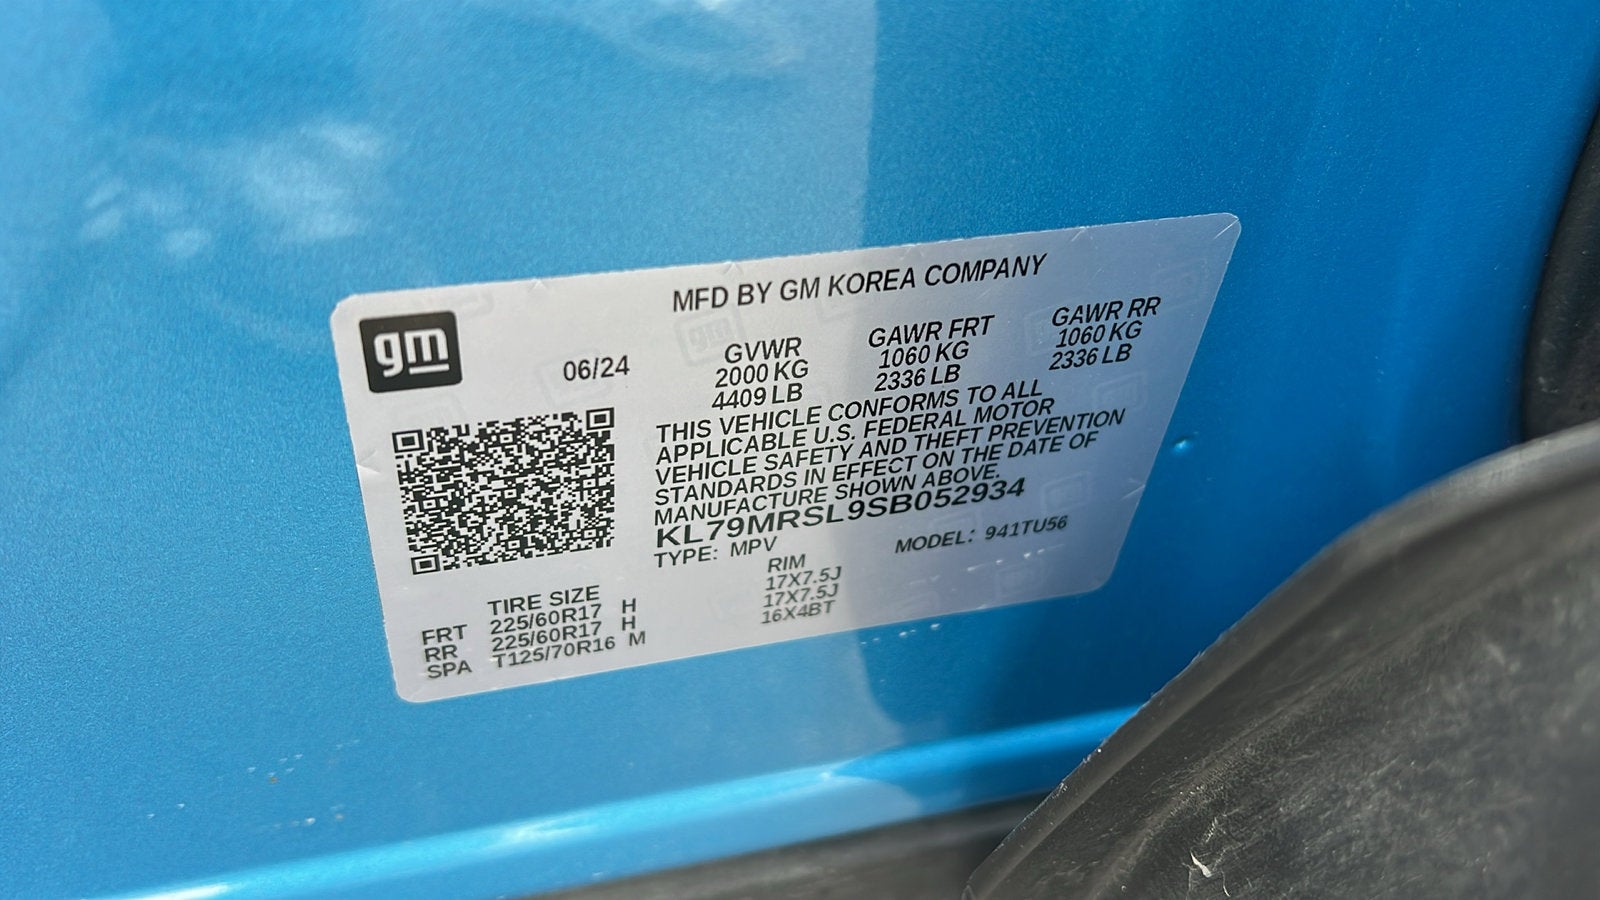 gm
MFD BY GM KOREA COMPANY
06/24
GVWR GAWR FRT GAWR RR
2000 KG 1060 KG 1060 KG
4409 LB 2336 LB 2336 LB
THIS VEHICLE CONFORMS TO ALL
APPLICABLE U.S. FEDERAL MOTOR
VEHICLE SAFETY AND THEFT PREVENTION
STANDARDS IN EFFECT ON THE DATE OF
MANUFACTURE SHOWN ABOVE.
KL79MRSL9SB052934
TYPE: MPV MODEL: 941TU56
TIRE SIZE RIM
FRT 225/60R17 H 17X7.5J
RR 225/60R17 H 17X7.5J
SPA T125/70R16 M 16X4BT